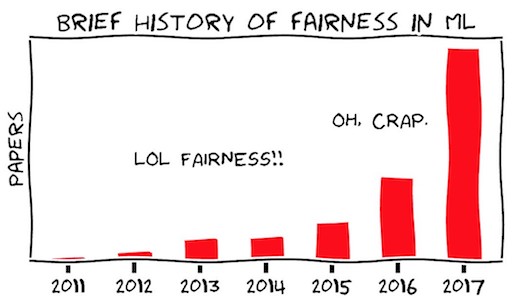 BRIEF HISTORY OF FAIRNESS IN ML
PAPERS
OH, CRAP.
LOL FAIRNESS!!
2011 2012 2013 2014 2015 2016 2017